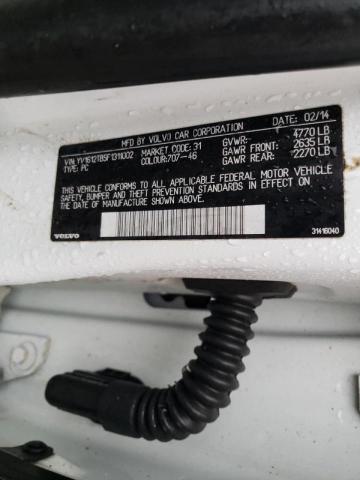 MFD BY VOLVO CAR CORPORATION DATE: 02/14
VIN: YV1612TB5F1311002 MARKET CODE: 31 GVWR: 4770 LB
TYPE: PC COLOUR:707-46 GAWR FRONT: 2635 LB
GAWR REAR: 2270 LB
THIS VEHICLE CONFORMS TO ALL APPLICABLE FEDERAL MOTOR VEHICLE
SAFETY, BUMPER AND THEFT PREVENTION STANDARDS IN EFFECT
ON THE DATE OF MANUFACTURE SHOWN ABOVE.
VOLVO 31416040